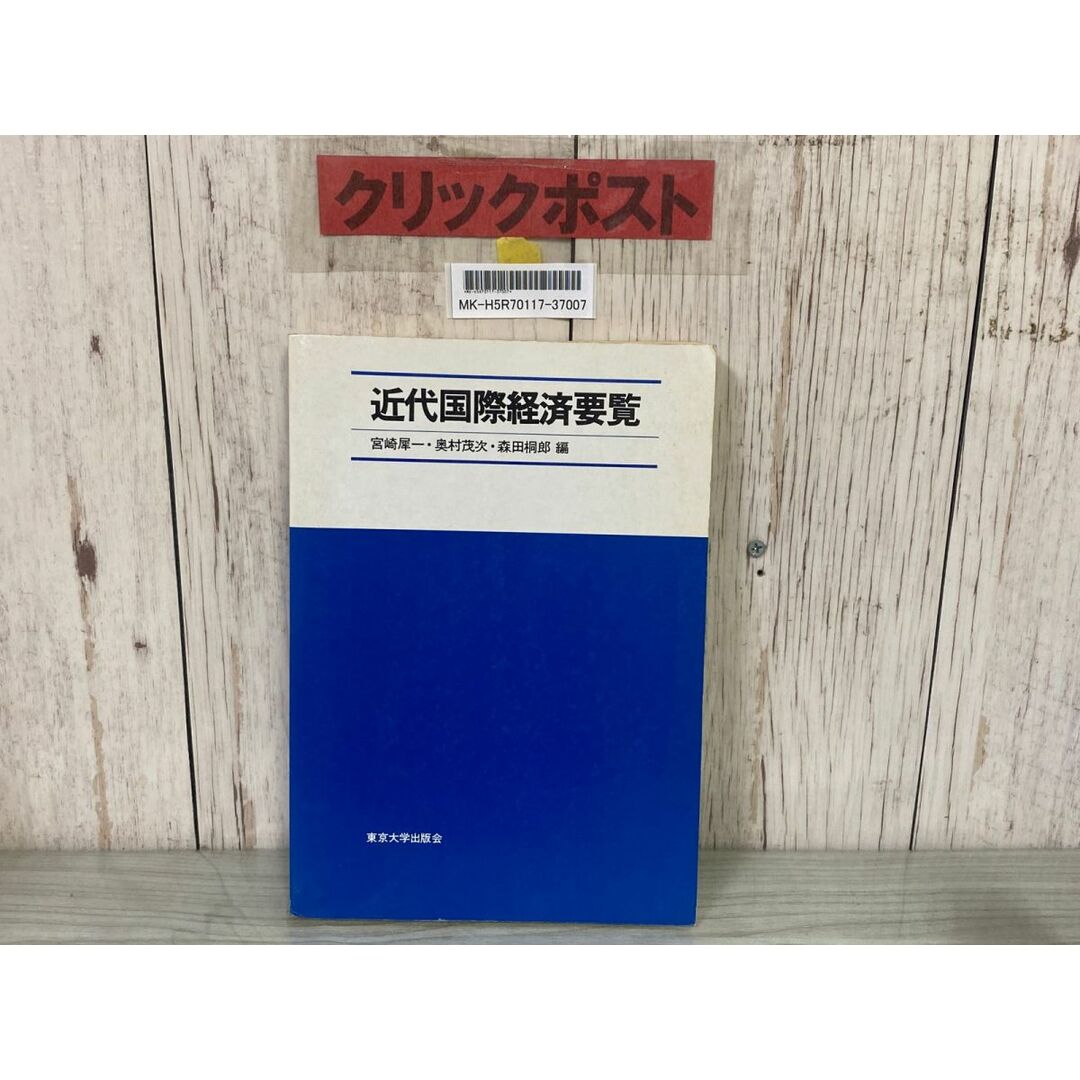 クリックポスト
MK-H5R70117-37007
近代国際経済要覧
宮崎犀一・奥村茂次・森田桐郎 編
東京大学出版会